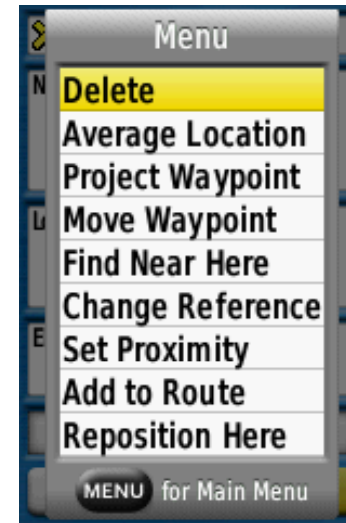 Menu
Delete
Average Location
Project Waypoint
Move Waypoint
Find Near Here
Change Reference
Set Proximity
Add to Route
Reposition Here
MENU for Main Menu